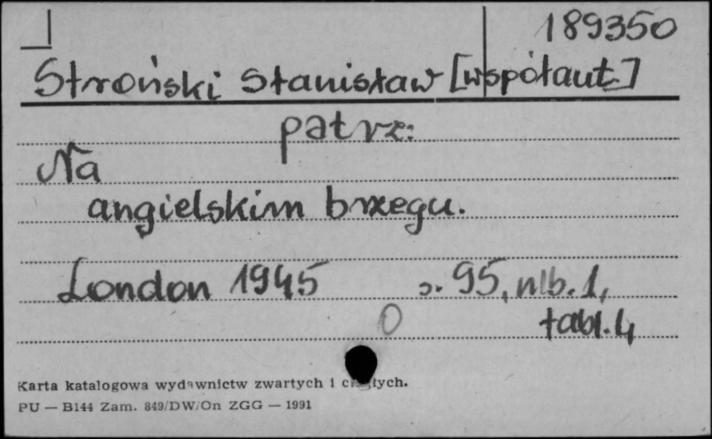 189350
Stroński Stanisław [współaut.]
patrz:
Na
angielskim brzegu.
London 1945 s. 95, nlb. 1,
0 tabl. 4
Karta katalogowa wydawnictw zwartych i ciągłych.
PU — B144 Zam. 849/DW/On ZGG — 1991